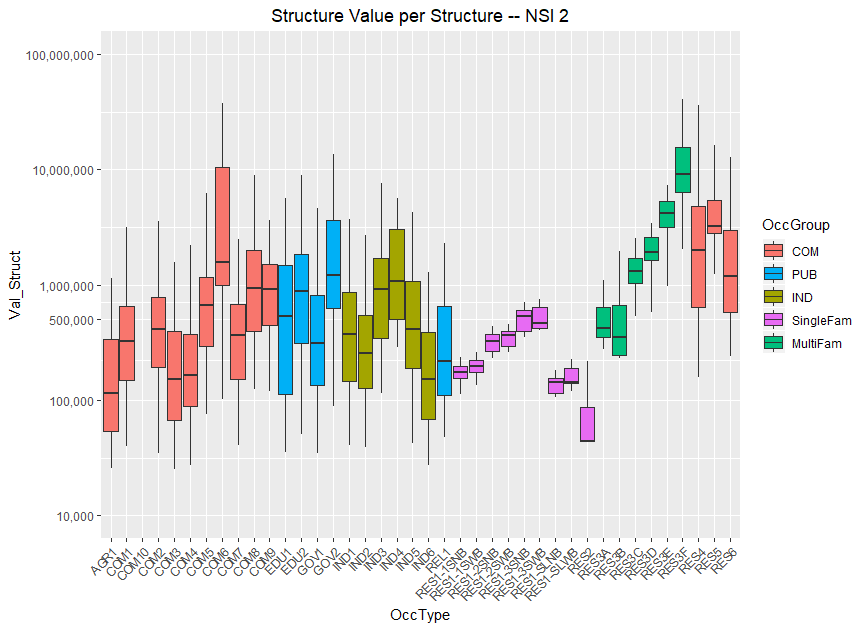 Structure Value per Structure -- NSI 2
Val_Struct
100,000,000
10,000,000
1,000,000
500,000
100,000
10,000
AGR1
COM1
COM10
COM2
COM3
COM4
COM5
COM6
COM7
COM8
COM9
EDU1
EDU2
GOV1
GOV2
IND1
IND2
IND3
IND4
IND5
IND6
REL1
RES1-1SNB
RES1-1SWB
RES1-2SNB
RES1-2SWB
RES1-3SNB
RES1-3SWB
RES1-SLNB
RES1-SLWB
RES2
RES3A
RES3B
RES3C
RES3D
RES3E
RES3F
RES4
RES5
RES6
OccType
OccGroup
COM
PUB
IND
SingleFam
MultiFam